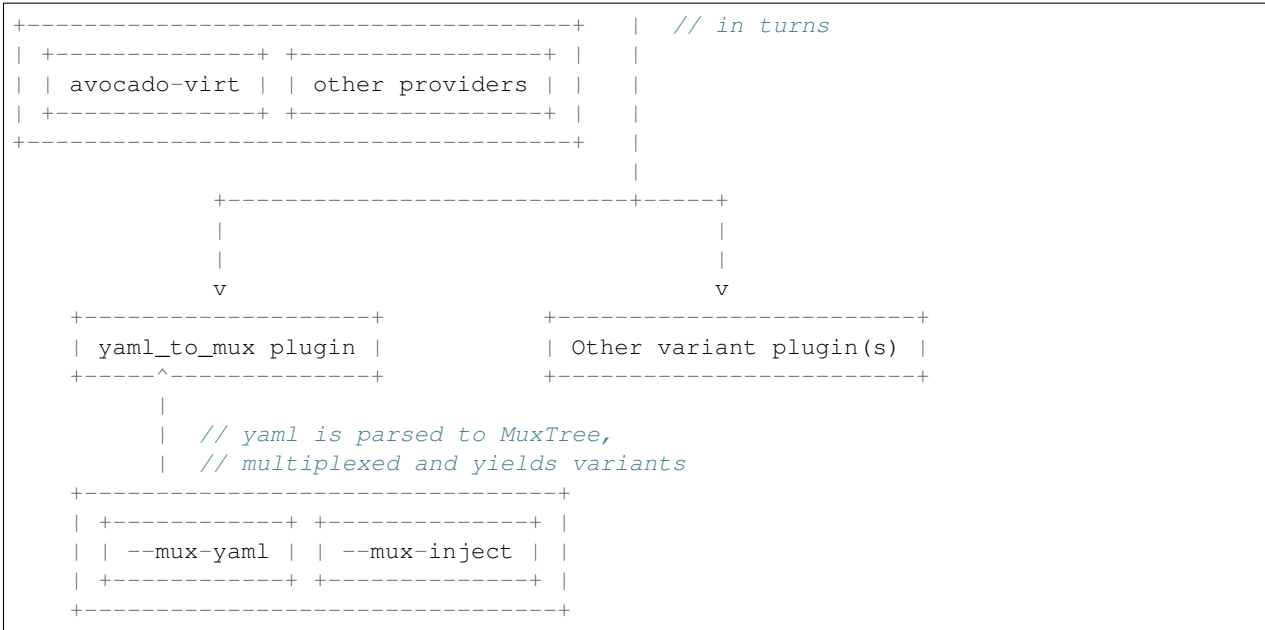 +--------------------------------------+   |  // in turns
| +--------------+ +-----------------+ |   |
| | avocado-virt | | other providers | |   |
| +--------------+ +-----------------+ |   |
+--------------------------------------+   |
                                           |
              +----------------------------+-----+
              |                                  |
              |                                  |
              v                                  v
    +--------------------+           +-------------------------+
    | yaml_to_mux plugin |           | Other variant plugin(s) |
    +-----^--------------+           +-------------------------+
          |
          |  // yaml is parsed to MuxTree,
          |  // multiplexed and yields variants
    +---------------------------------+
    | +------------+ +--------------+ |
    | | --mux-yaml | | --mux-inject | |
    | +------------+ +--------------+ |
    +---------------------------------+